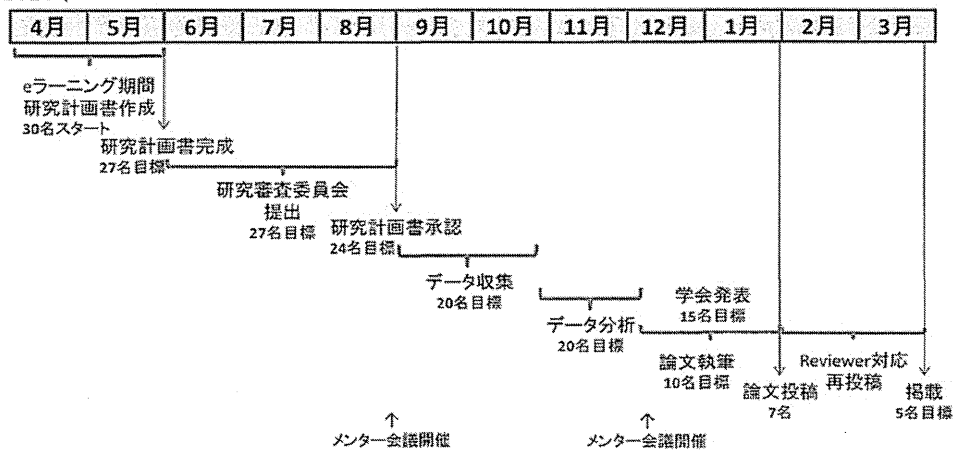 4月 5月 6月 7月 8月 9月 10月 11月 12月 1月 2月 3月
eラーニング期間
研究計画書作成
30名スタート
研究計画書完成
27名目標
研究審査委員会
提出
27名目標
研究計画書承認
24名目標
データ収集
20名目標
データ分析
20名目標
学会発表
15名目標
論文執筆
10名目標
論文投稿
7名
Reviewer対応
再投稿
掲載
5名目標
↑ ↑
メンター会議開催 メンター会議開催